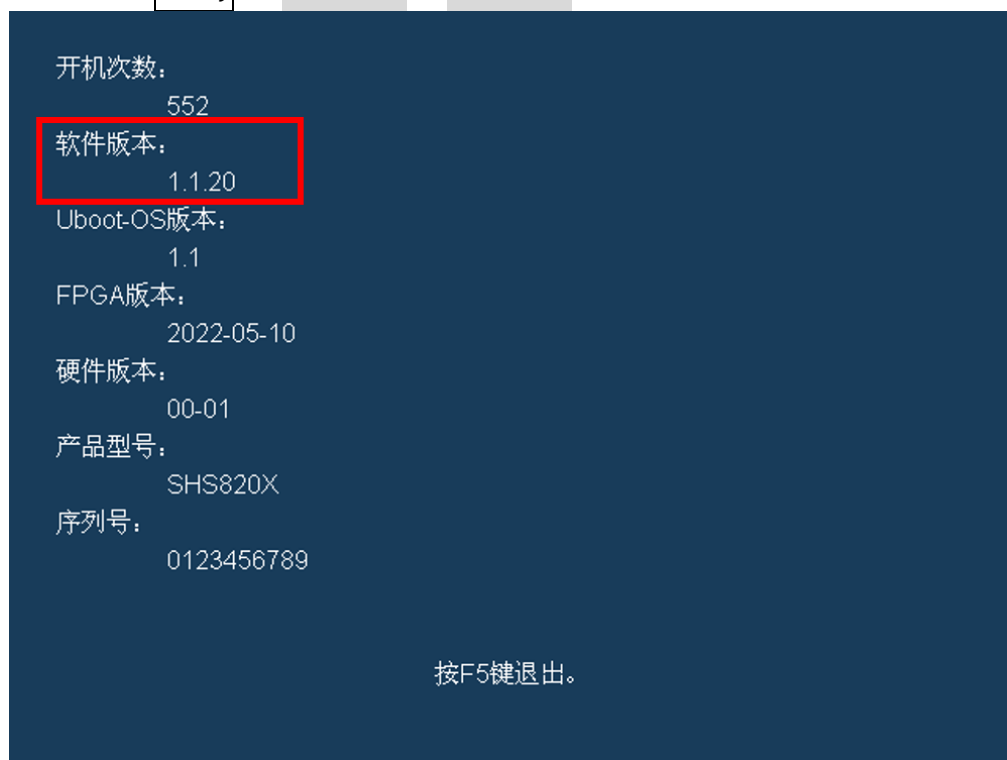 开机次数：
552
软件版本：
1.1.20
Uboot-OS版本：
1.1
FPGA版本：
2022-05-10
硬件版本：
00-01
产品型号：
SHS820X
序列号：
0123456789
按F5键退出。